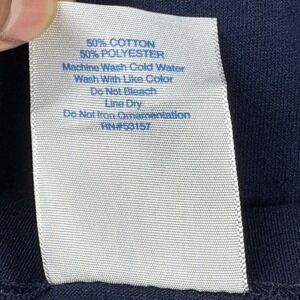 50% COTTON
50% POLYESTER
Machine Wash Cold Water
Wash With Like Color
Do Not Bleach
Line Dry
Do Not Iron Ornamentation
RN#53157